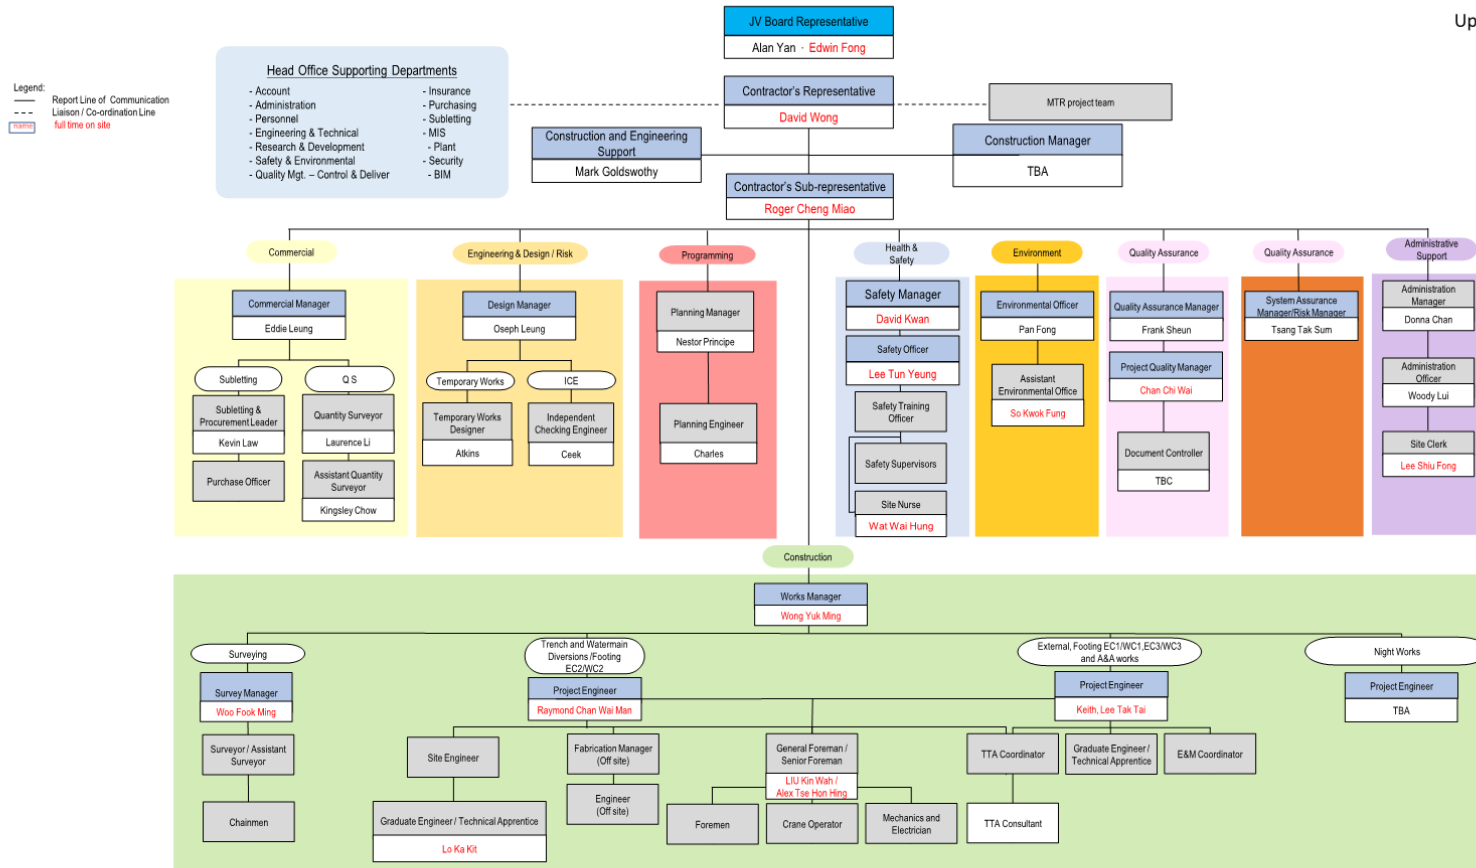 Up
JV Board Representative
Alan Yan - Edwin Fong
Legend:
Report Line of Communication
Liaison / Co-ordination Line
name
full time on site
Head Office Supporting Departments
- Account
- Administration
- Personnel
- Engineering & Technical
- Research & Development
- Safety & Environmental
- Quality Mgt. – Control & Deliver
- Insurance
- Purchasing
- Subletting
- MIS
- Plant
- Security
- BIM
Contractor's Representative
David Wong
MTR project team
Construction and Engineering
Support
Mark Goldswothy
Construction Manager
TBA
Contractor's Sub-representative
Roger Cheng Miao
Commercial
Commercial Manager
Eddie Leung
Subletting
Subletting &
Procurement Leader
Kevin Law
Purchase Officer
Q S
Quantity Surveyor
Laurence Li
Assistant Quantity
Surveyor
Kingsley Chow
Engineering & Design / Risk
Design Manager
Oseph Leung
Temporary Works
Temporary Works
Designer
Atkins
ICE
Independent
Checking Engineer
Ceek
Programming
Planning Manager
Nestor Principe
Planning Engineer
Charles
Health &
Safety
Safety Manager
David Kwan
Safety Officer
Lee Tun Yeung
Safety Training
Officer
Safety Supervisors
Site Nurse
Wat Wai Hung
Environment
Environmental Officer
Pan Fong
Assistant
Environmental Office
So Kwok Fung
Quality Assurance
Quality Assurance Manager
Frank Sheun
Project Quality Manager
Chan Chi Wai
Document Controller
TBC
Quality Assurance
System Assurance
Manager/Risk Manager
Tsang Tak Sum
Administrative
Support
Administration
Manager
Donna Chan
Administration
Officer
Woody Lui
Site Clerk
Lee Shiu Fong
Construction
Works Manager
Wong Yuk Ming
Surveying
Survey Manager
Woo Fook Ming
Surveyor / Assistant
Surveyor
Chainmen
Trench and Watermain
Diversions /Footing
EC2/WC2
Project Engineer
Raymond Chan Wai Man
Site Engineer
Graduate Engineer / Technical Apprentice
Lo Ka Kit
Fabrication Manager
(Off site)
Engineer
(Off site)
General Foreman /
Senior Foreman
LIU Kin Wah /
Alex Tse Hon Hing
Foremen
Crane Operator
Mechanics and
Electrician
External, Footing EC1/WC1,EC3/WC3
and A&A works
Project Engineer
Keith, Lee Tak Tai
TTA Coordinator
TTA Consultant
Graduate Engineer /
Technical Apprentice
E&M Coordinator
Night Works
Project Engineer
TBA